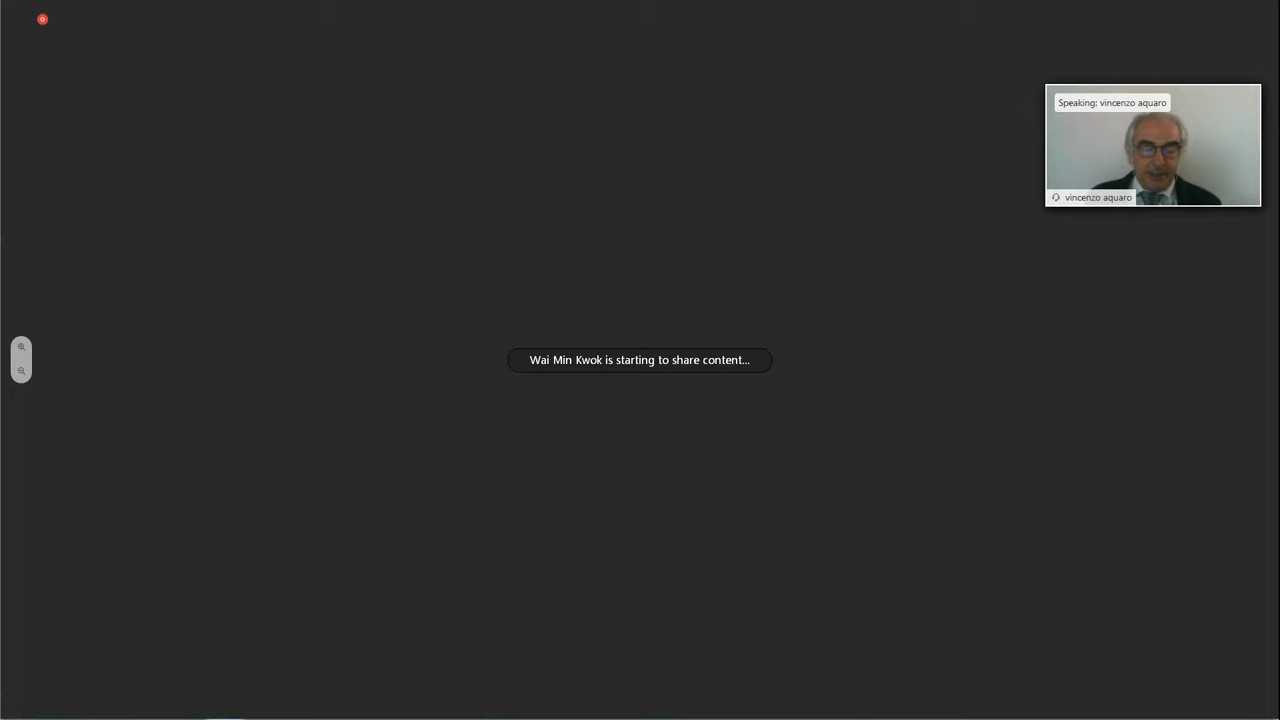 Speaking: vincenzo aquaro
vincenzo aquaro
Wai Min Kwok is starting to share content...